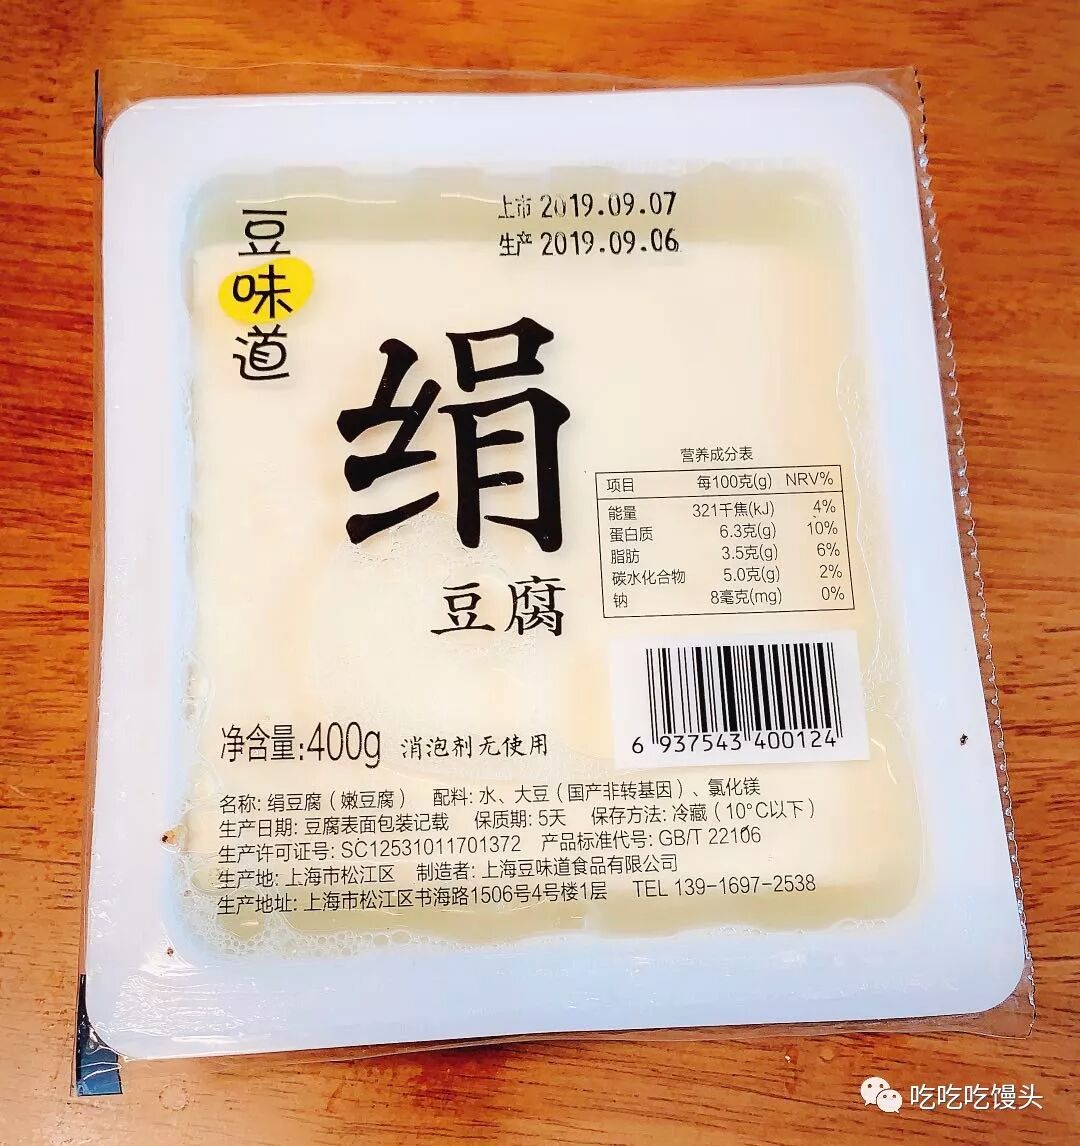 上市 2019.09.07
生产 2019.09.06
豆味道
绢
豆腐
营养成分表
项目 每100克(g) NRV%
能量 321千焦(kJ) 4%
蛋白质 6.3克(g) 10%
脂肪 3.5克(g) 6%
碳水化合物 5.0克(g) 2%
钠 8毫克(mg) 0%
6 937543 400124
净含量:400g 消泡剂无使用
名称: 绢豆腐（嫩豆腐） 配料: 水、大豆（国产非转基因）、氯化镁
生产日期: 豆腐表面包装记载 保质期: 5天 保存方法: 冷藏（10°C以下）
生产许可证号: SC12531011701372 产品标准代号: GB/T 22106
生产地: 上海市松江区 制造者: 上海豆味道食品有限公司
生产地址: 上海市松江区书海路1506号4号楼1层 TEL 139-1697-2538
吃吃吃馒头